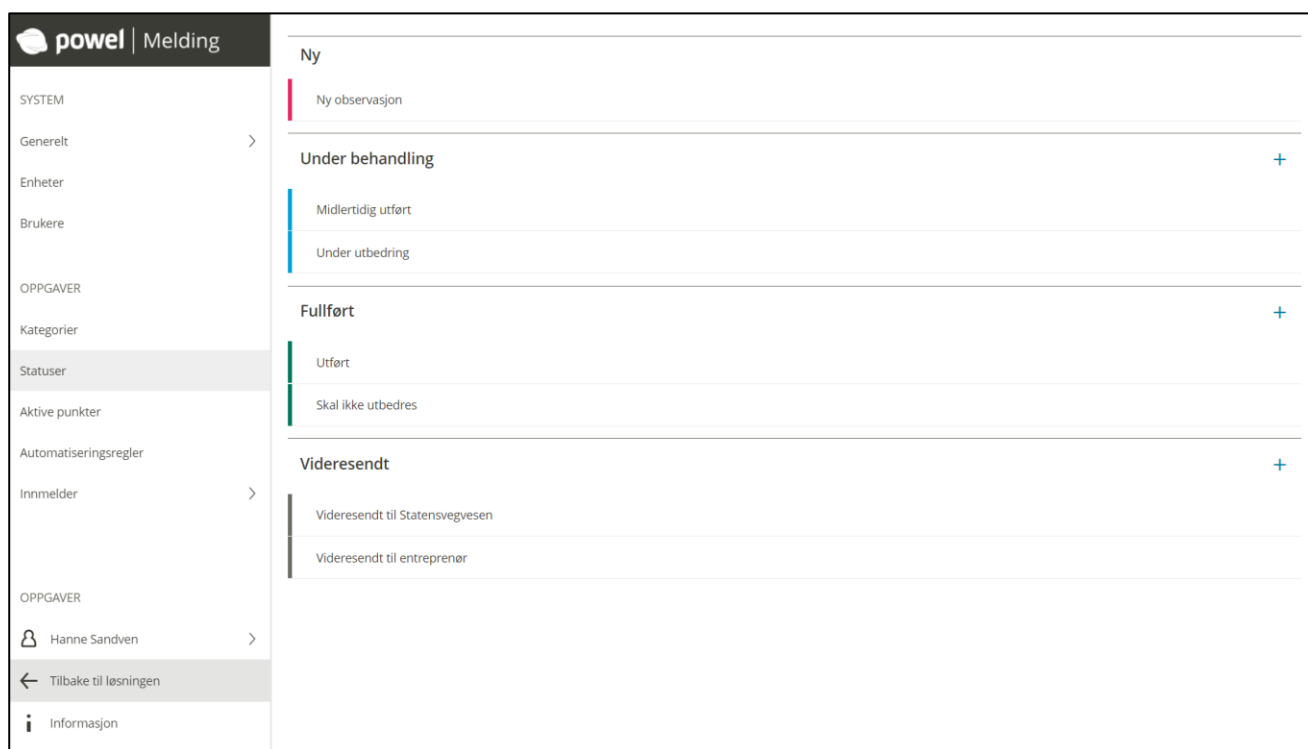 powel | Melding
SYSTEM
Generelt
Enheter
Brukere
OPPGAVER
Kategorier
Statuser
Aktive punkter
Automatiseringsregler
Innmelder
OPPGAVER
Hanne Sandven
Tilbake til løsningen
Informasjon
Ny
Ny observasjon
Under behandling
Midlertidig utført
Under utbedring
Fullført
Utført
Skal ikke utbedres
Videresendt
Videresendt til Statensvegvesen
Videresendt til entreprenør